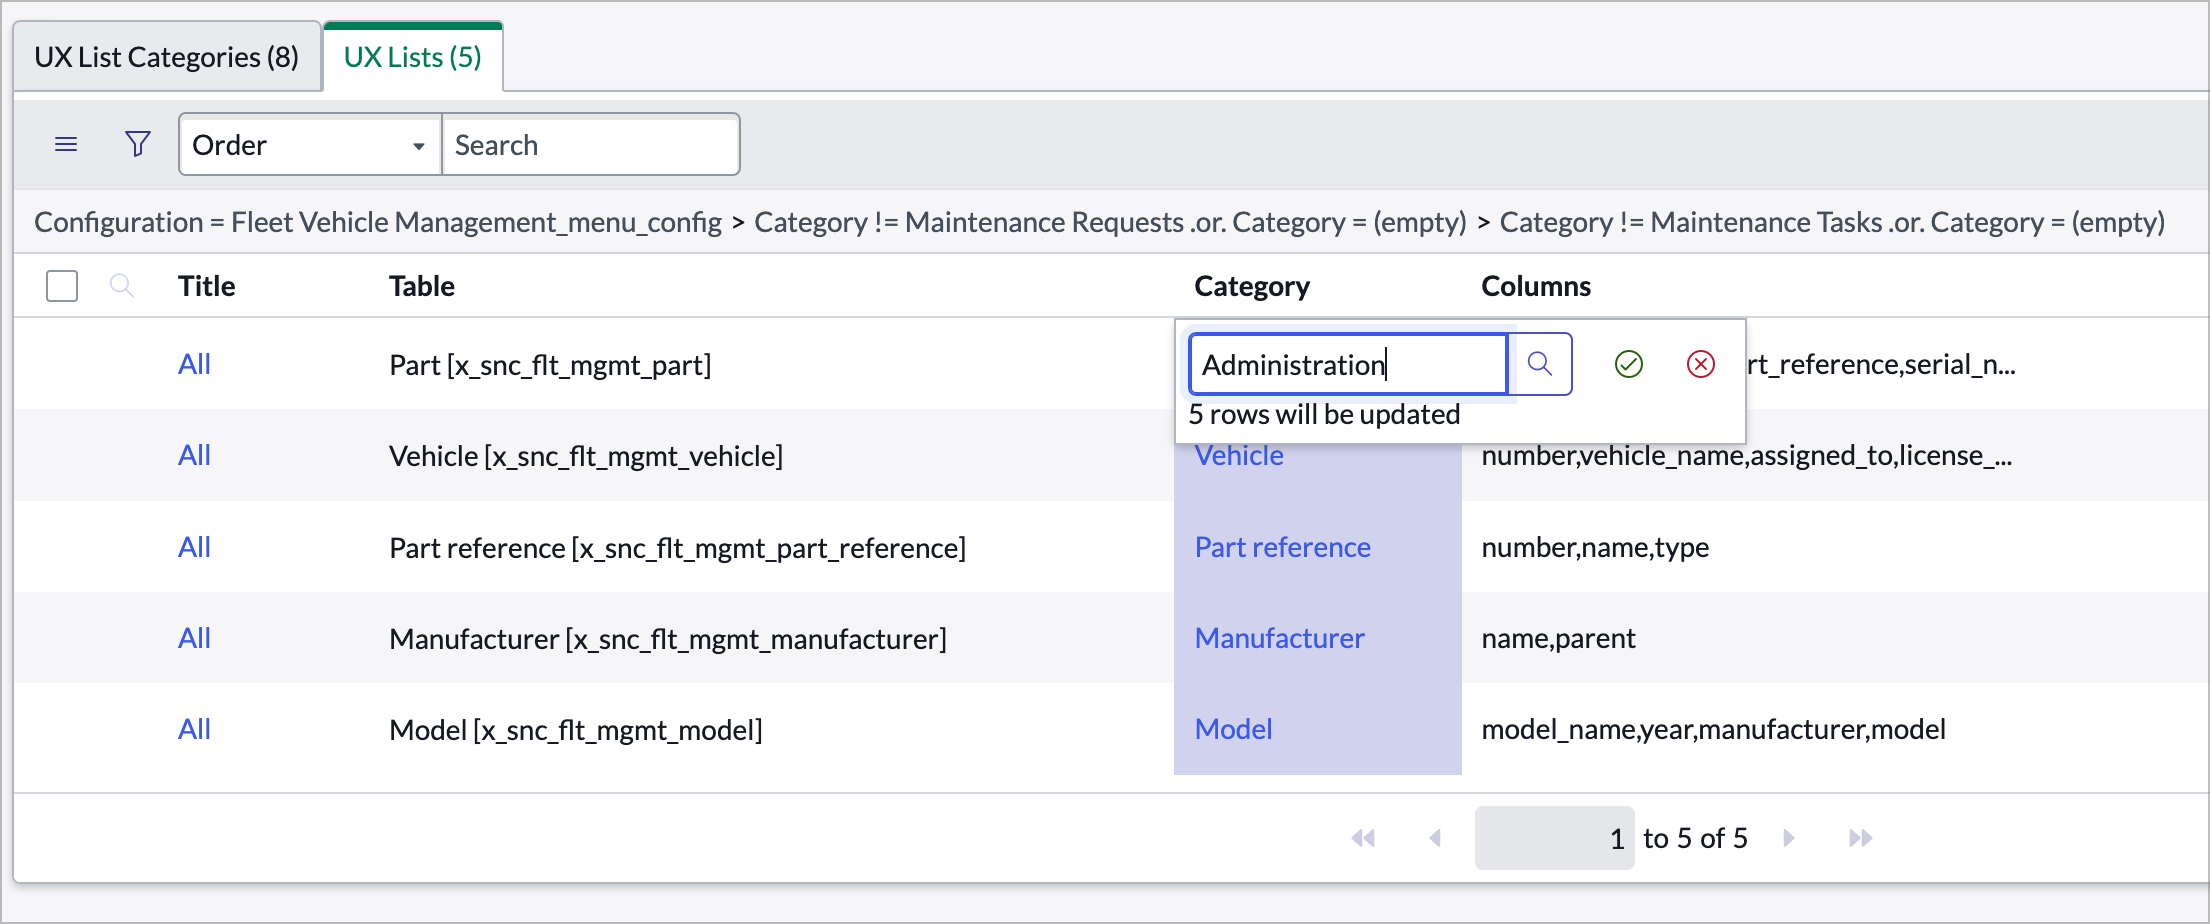 UX List Categories (8)
UX Lists (5)
Order
Search
Configuration = Fleet Vehicle Management_menu_config > Category != Maintenance Requests .or. Category = (empty) > Category != Maintenance Tasks .or. Category = (empty)
Title Table Category Columns
All Part [x_snc_flt_mgmt_part] Administration rt_reference,serial_n...
5 rows will be updated
All Vehicle [x_snc_flt_mgmt_vehicle] Vehicle number,vehicle_name,assigned_to,license_...
All Part reference [x_snc_flt_mgmt_part_reference] Part reference number,name,type
All Manufacturer [x_snc_flt_mgmt_manufacturer] Manufacturer name,parent
All Model [x_snc_flt_mgmt_model] Model model_name,year,manufacturer,model
1 to 5 of 5